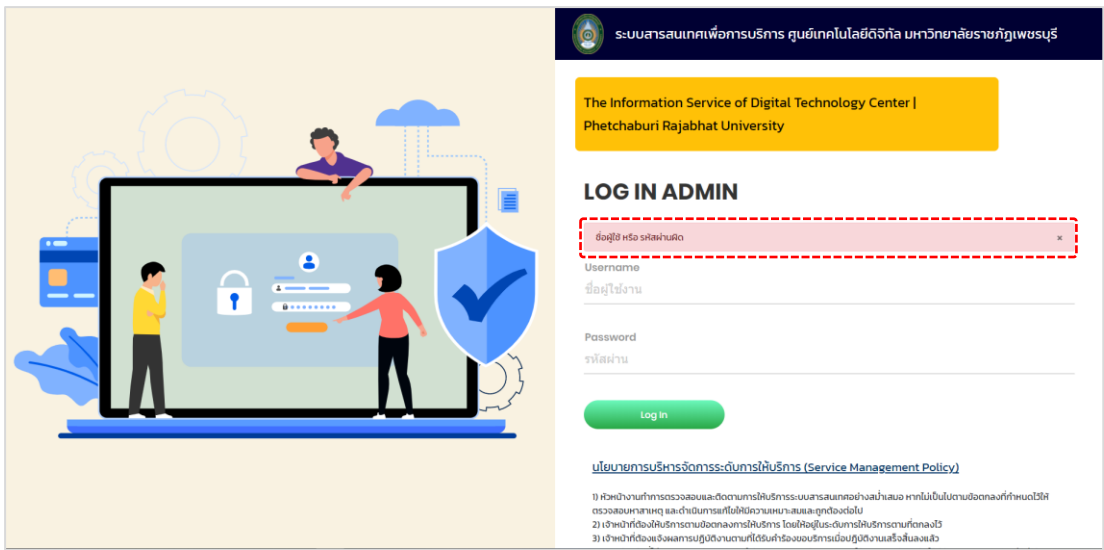 ระบบสารสนเทศเพื่อการบริการ ศูนย์เทคโนโลยีดิจิทัล มหาวิทยาลัยราชภัฏเพชรบุรี
The Information Service of Digital Technology Center |
Phetchaburi Rajabhat University
LOG IN ADMIN
ชื่อผู้ใช้ หรือ รหัสผ่านผิด ×
Username
ชื่อผู้ใช้งาน
Password
รหัสผ่าน
Log In
นโยบายการบริหารจัดการระดับการให้บริการ (Service Management Policy)
1) หัวหน้างานทำการตรวจสอบและติดตามการให้บริการระบบสารสนเทศอย่างสม่ำเสมอ หากไม่เป็นไปตามข้อตกลงที่กำหนดไว้ให้
ตรวจสอบหาสาเหตุ และดำเนินการแก้ไขให้มีความเหมาะสมและถูกต้องต่อไป
2) เจ้าหน้าที่ต้องให้บริการตามข้อตกลงการให้บริการ โดยให้อยู่ในระดับการให้บริการตามที่ตกลงไว้
3) เจ้าหน้าที่ต้องแจ้งผลการปฏิบัติงานตามที่ได้รับคำร้องขอบริการเมื่อปฏิบัติงานเสร็จสิ้นลงแล้ว